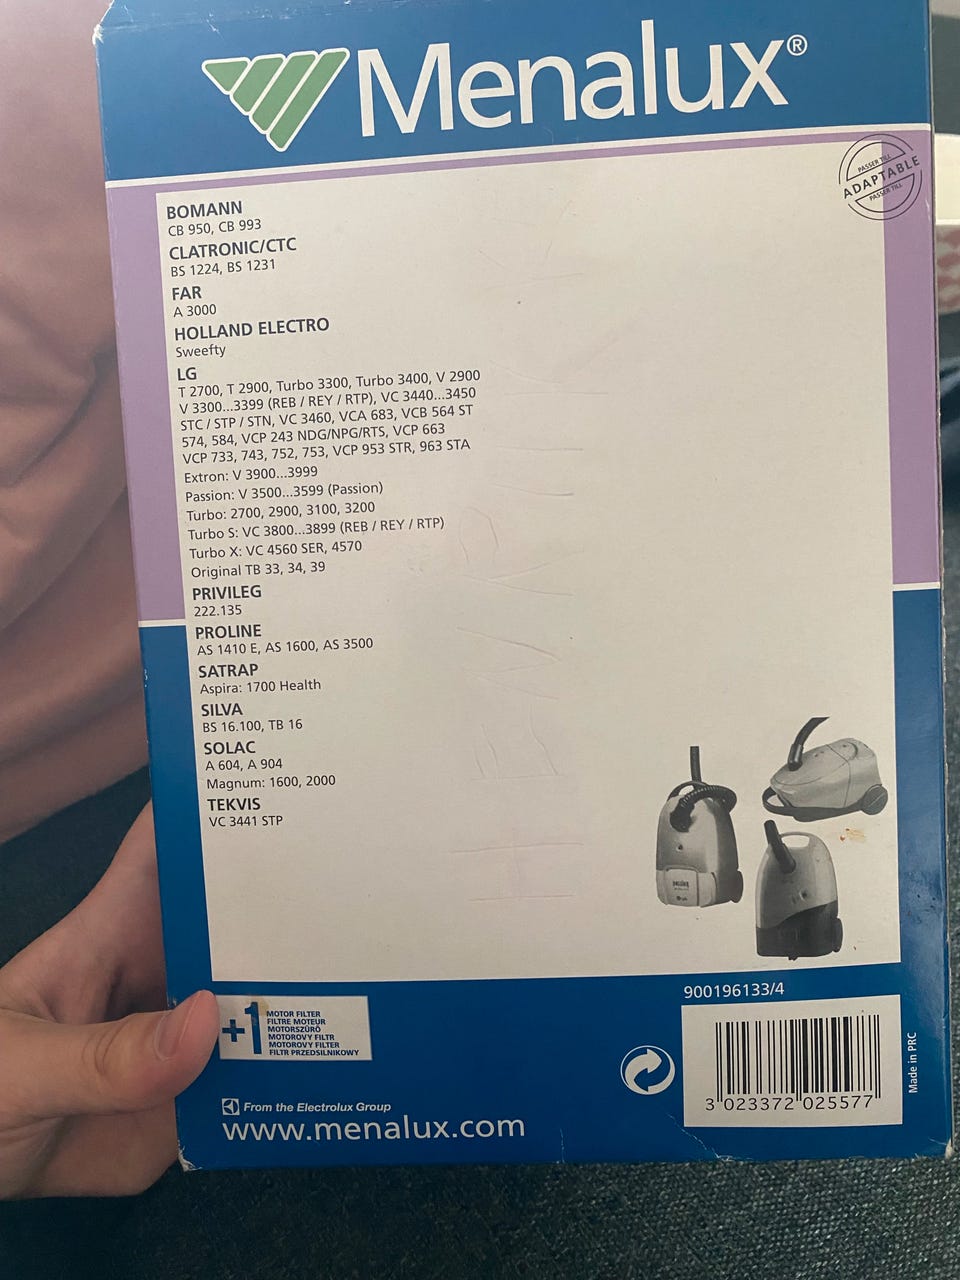 Menalux®
PASSER TILL
ADAPTABLE
PASSER TILL
BOMANN
CB 950, CB 993
CLATRONIC/CTC
BS 1224, BS 1231
FAR
A 3000
HOLLAND ELECTRO
Sweefty
LG
T 2700, T 2900, Turbo 3300, Turbo 3400, V 2900
V 3300...3399 (REB / REY / RTP), VC 3440...3450
STC / STP / STN, VC 3460, VCA 683, VCB 564 ST
574, 584, VCP 243 NDG/NPG/RTS, VCP 663
VCP 733, 743, 752, 753, VCP 953 STR, 963 STA
Extron: V 3900...3999
Passion: V 3500...3599 (Passion)
Turbo: 2700, 2900, 3100, 3200
Turbo S: VC 3800...3899 (REB / REY / RTP)
Turbo X: VC 4560 SER, 4570
Original TB 33, 34, 39
PRIVILEG
222.135
PROLINE
AS 1410 E, AS 1600, AS 3500
SATRAP
Aspira: 1700 Health
SILVA
BS 16.100, TB 16
SOLAC
A 604, A 904
Magnum: 1600, 2000
TEKVIS
VC 3441 STP
+1
MOTOR FILTER
FILTRE MOTEUR
MOTORSZŰRŐ
MOTOROVÝ FILTR
MOTOROVÝ FILTER
FILTR PRZEDSILNIKOWY
900196133/4
3 023372 025577
Made in PRC
From the Electrolux Group
www.menalux.com